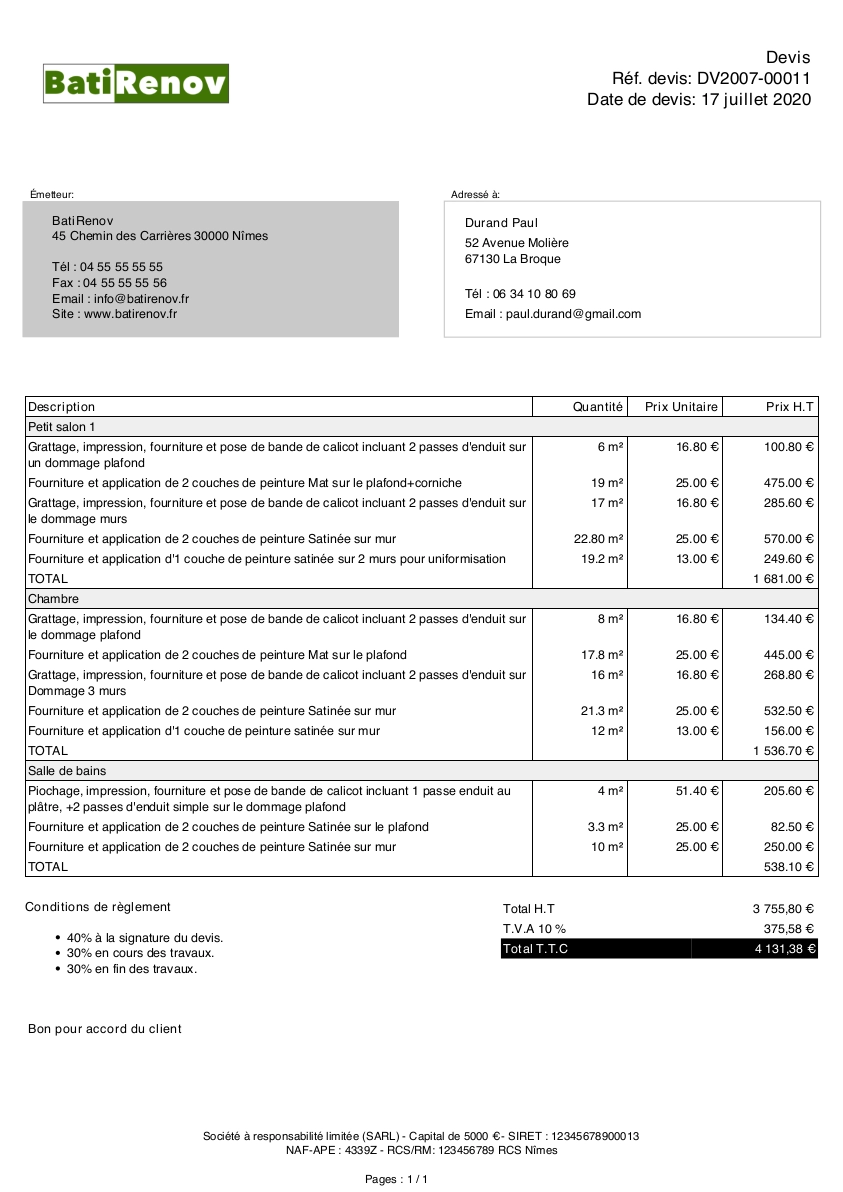 BatiRenov
Devis
Réf. devis: DV2007-00011
Date de devis: 17 juillet 2020
Émetteur:
BatiRenov
45 Chemin des Carrières 30000 Nîmes
Tél : 04 55 55 55 55
Fax : 04 55 55 55 56
Email : info@batirenov.fr
Site : www.batirenov.fr
Adressé à:
Durand Paul
52 Avenue Molière
67130 La Broque
Tél : 06 34 10 80 69
Email : paul.durand@gmail.com
Description Quantité Prix Unitaire Prix H.T
Petit salon 1
Grattage, impression, fourniture et pose de bande de calicot incluant 2 passes d'enduit sur 6 m² 16.80 € 100.80 €
un dommage plafond
Fourniture et application de 2 couches de peinture Mat sur le plafond+corniche 19 m² 25.00 € 475.00 €
Grattage, impression, fourniture et pose de bande de calicot incluant 2 passes d'enduit sur 17 m² 16.80 € 285.60 €
le dommage murs
Fourniture et application de 2 couches de peinture Satinée sur mur 22.80 m² 25.00 € 570.00 €
Fourniture et application d'1 couche de peinture satinée sur 2 murs pour uniformisation 19.2 m² 13.00 € 249.60 €
TOTAL 1 681.00 €
Chambre
Grattage, impression, fourniture et pose de bande de calicot incluant 2 passes d'enduit sur 8 m² 16.80 € 134.40 €
le dommage plafond
Fourniture et application de 2 couches de peinture Mat sur le plafond 17.8 m² 25.00 € 445.00 €
Grattage, impression, fourniture et pose de bande de calicot incluant 2 passes d'enduit sur 16 m² 16.80 € 268.80 €
Dommage 3 murs
Fourniture et application de 2 couches de peinture Satinée sur mur 21.3 m² 25.00 € 532.50 €
Fourniture et application d'1 couche de peinture satinée sur mur 12 m² 13.00 € 156.00 €
TOTAL 1 536.70 €
Salle de bains
Piochage, impression, fourniture et pose de bande de calicot incluant 1 passe enduit au 4 m² 51.40 € 205.60 €
plâtre, +2 passes d'enduit simple sur le dommage plafond
Fourniture et application de 2 couches de peinture Satinée sur le plafond 3.3 m² 25.00 € 82.50 €
Fourniture et application de 2 couches de peinture Satinée sur mur 10 m² 25.00 € 250.00 €
TOTAL 538.10 €
Conditions de règlement
• 40% à la signature du devis.
• 30% en cours des travaux.
• 30% en fin des travaux.
Total H.T 3 755,80 €
T.V.A 10 % 375,58 €
Total T.T.C 4 131,38 €
Bon pour accord du client
Société à responsabilité limitée (SARL) - Capital de 5000 €- SIRET : 12345678900013
NAF-APE : 4339Z - RCS/RM: 123456789 RCS Nîmes
Pages : 1 / 1